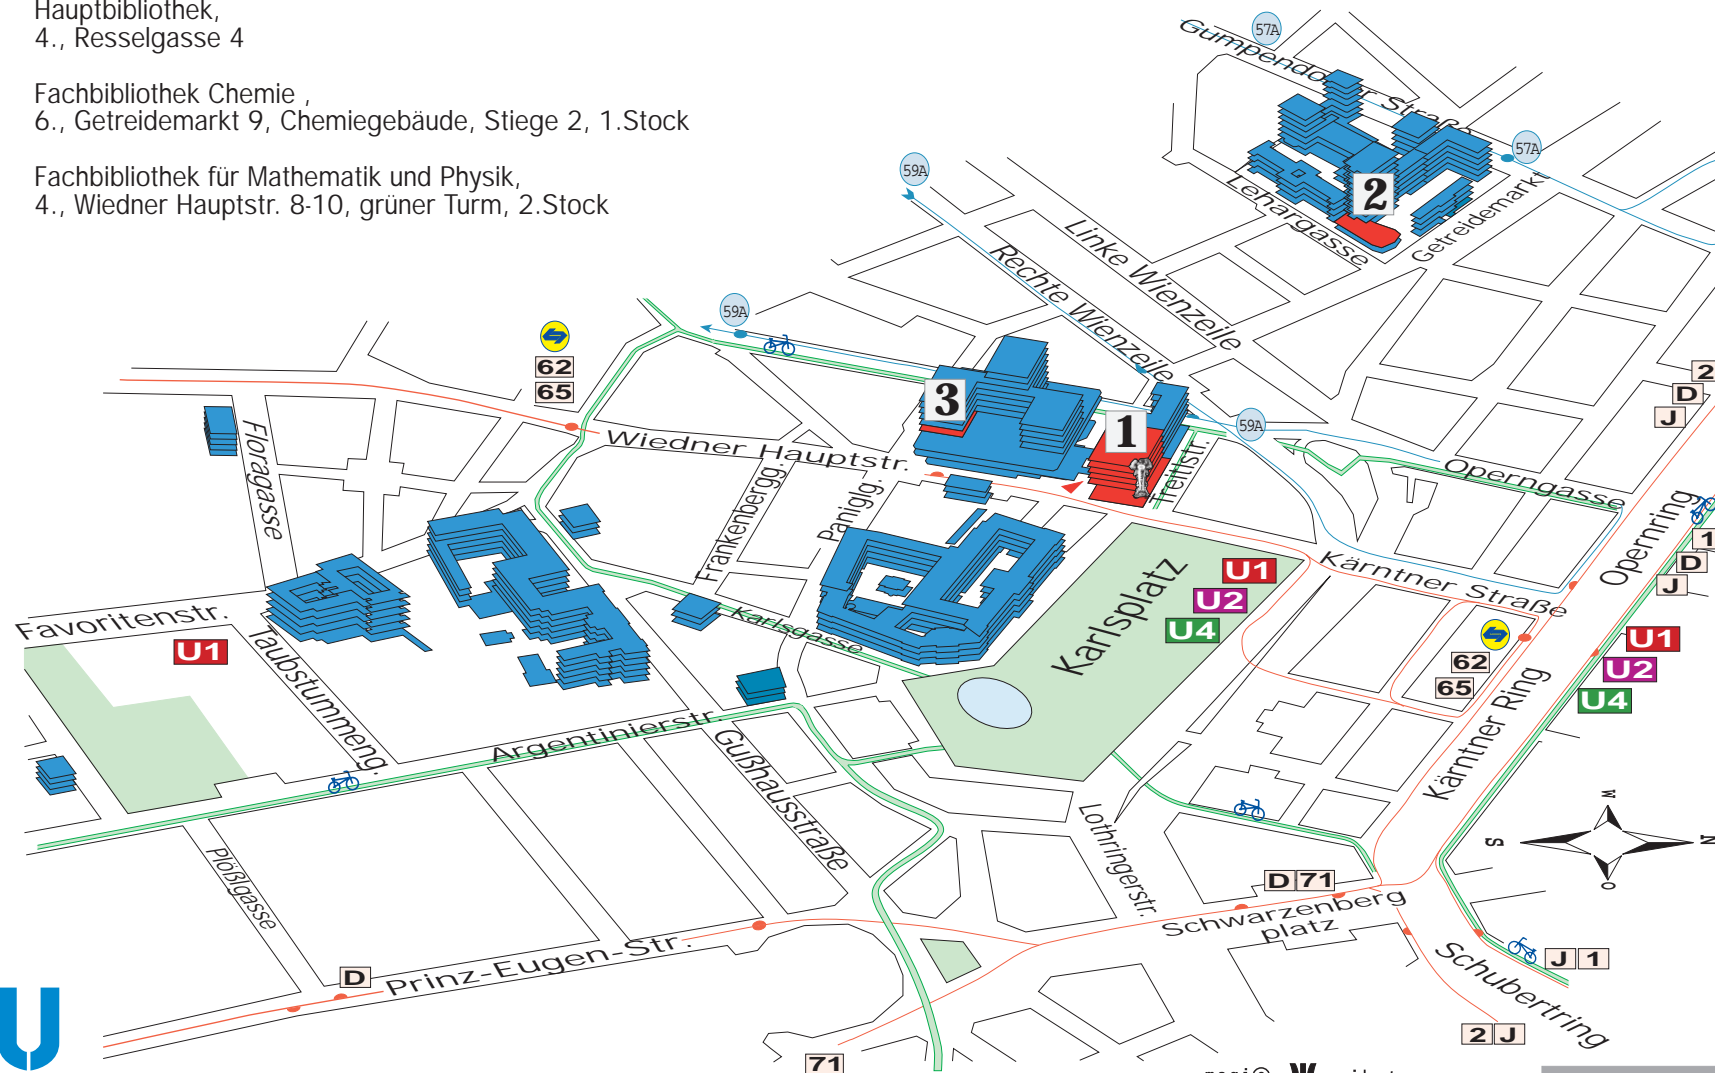 Hauptbibliothek,
4., Resselgasse 4
Fachbibliothek Chemie ,
6., Getreidemarkt 9, Chemiegebäude, Stiege 2, 1.Stock
Fachbibliothek für Mathematik und Physik,
4., Wiedner Hauptstr. 8-10, grüner Turm, 2.Stock
57A
Straße
57A
2
Lehargasse
Getreidemarkt
59A
Linke Wienzeile
Rechte Wienzeile
59A
62
65
3
1
59A
2
D
J
Floragasse
Wiedner Hauptstr.
Frankenbergg.
Paniglg.
Treitlstr.
Operngasse
Opernring
1
D
J
Karlsplatz
U1
U2
U4
Kärntner Straße
Favoritenstr.
U1
Taubstummeng.
Karlsgasse
62
65
U1
U2
U4
Kärntner Ring
Argentinierstr.
Gußhausstraße
Lothringerstr.
Plößlgasse
W
S
N
O
D 71
Schwarzenberg
platz
D
Prinz-Eugen-Str.
J 1
Schubertring
2 J
71
U